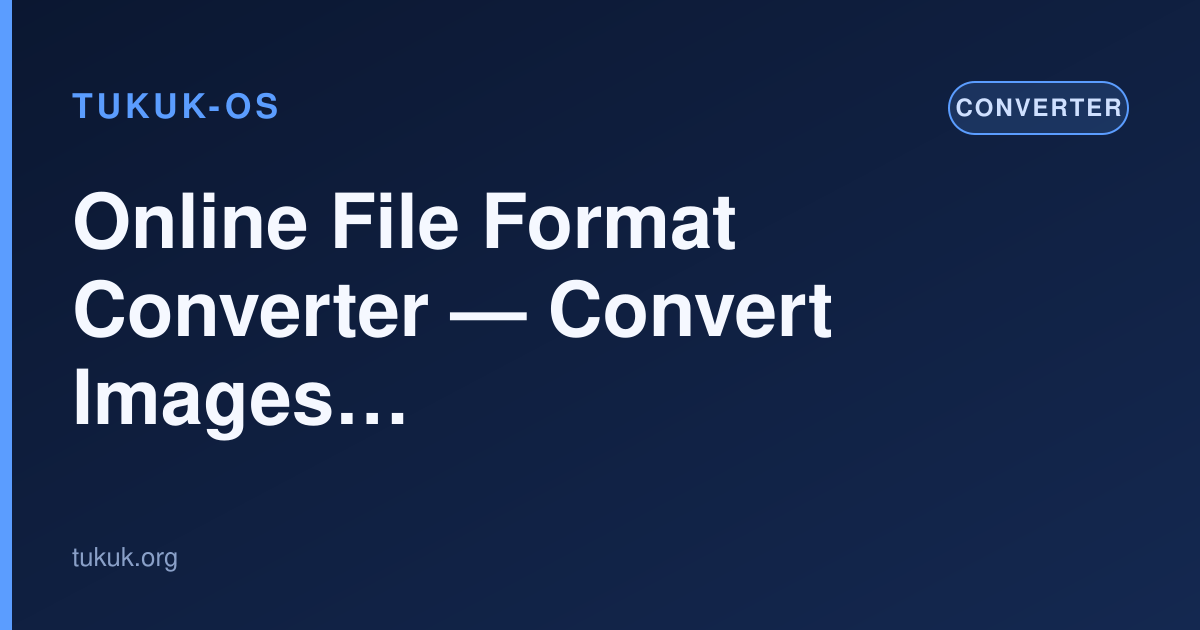 TUKUK-OS
CONVERTER
Online File Format
Converter — Convert
Images…
tukuk.org